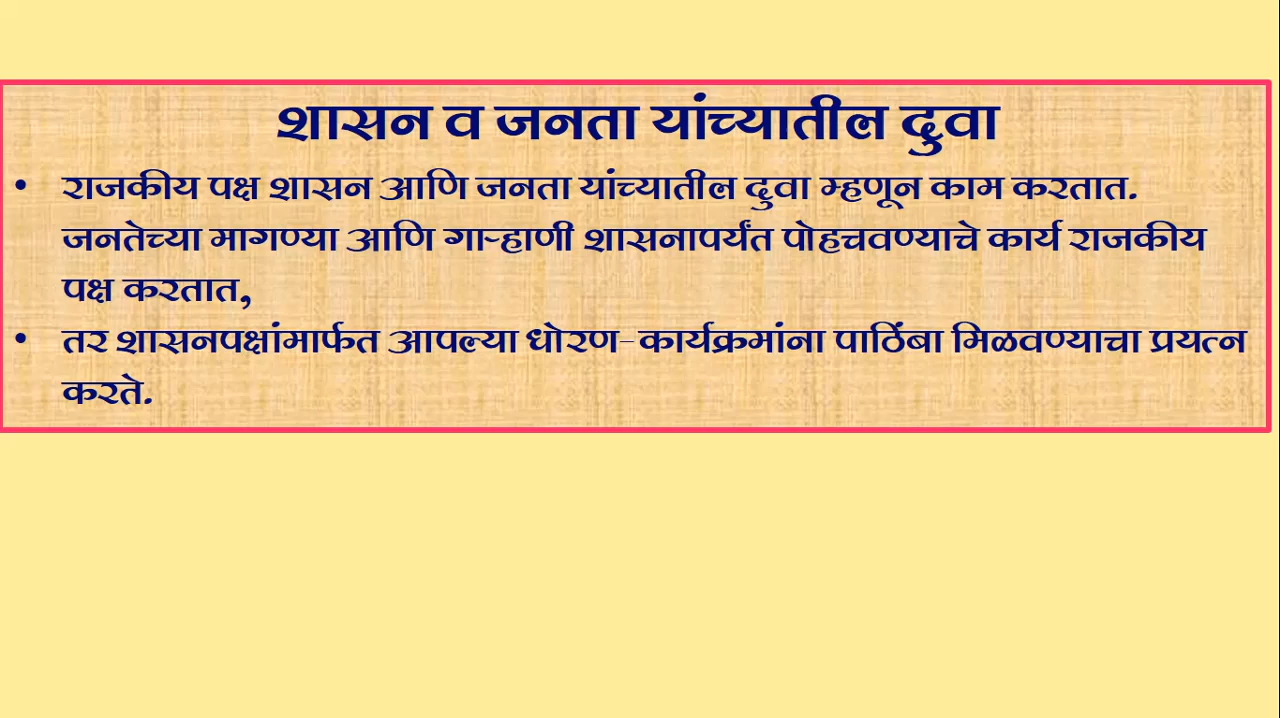 शासन व जनता यांच्यातील दुवा
• राजकीय पक्ष शासन आणि जनता यांच्यातील दुवा म्हणून काम करतात.
जनतेच्या मागण्या आणि गाऱ्हाणी शासनापर्यंत पोहचवण्याचे कार्य राजकीय
पक्ष करतात,
• तर शासनपक्षांमार्फत आपल्या धोरण-कार्यक्रमांना पाठिंबा मिळवण्याचा प्रयत्न
करते.